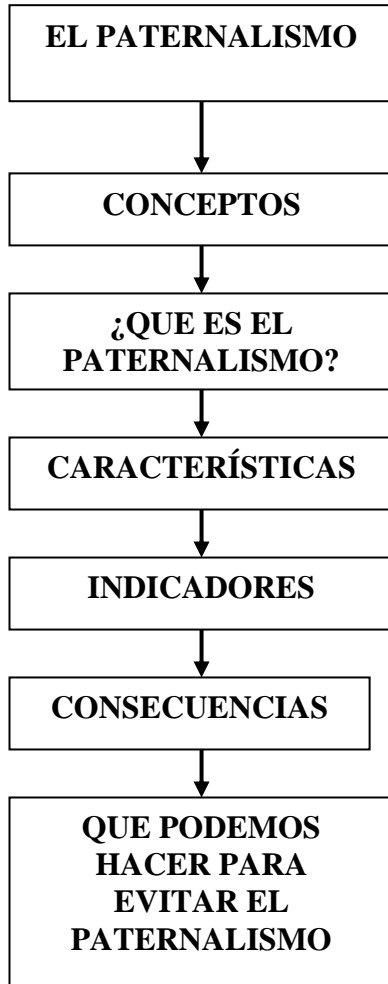 EL PATERNALISMO
CONCEPTOS
¿QUE ES EL
PATERNALISMO?
CARACTERÍSTICAS
INDICADORES
CONSECUENCIAS
QUE PODEMOS
HACER PARA
EVITAR EL
PATERNALISMO